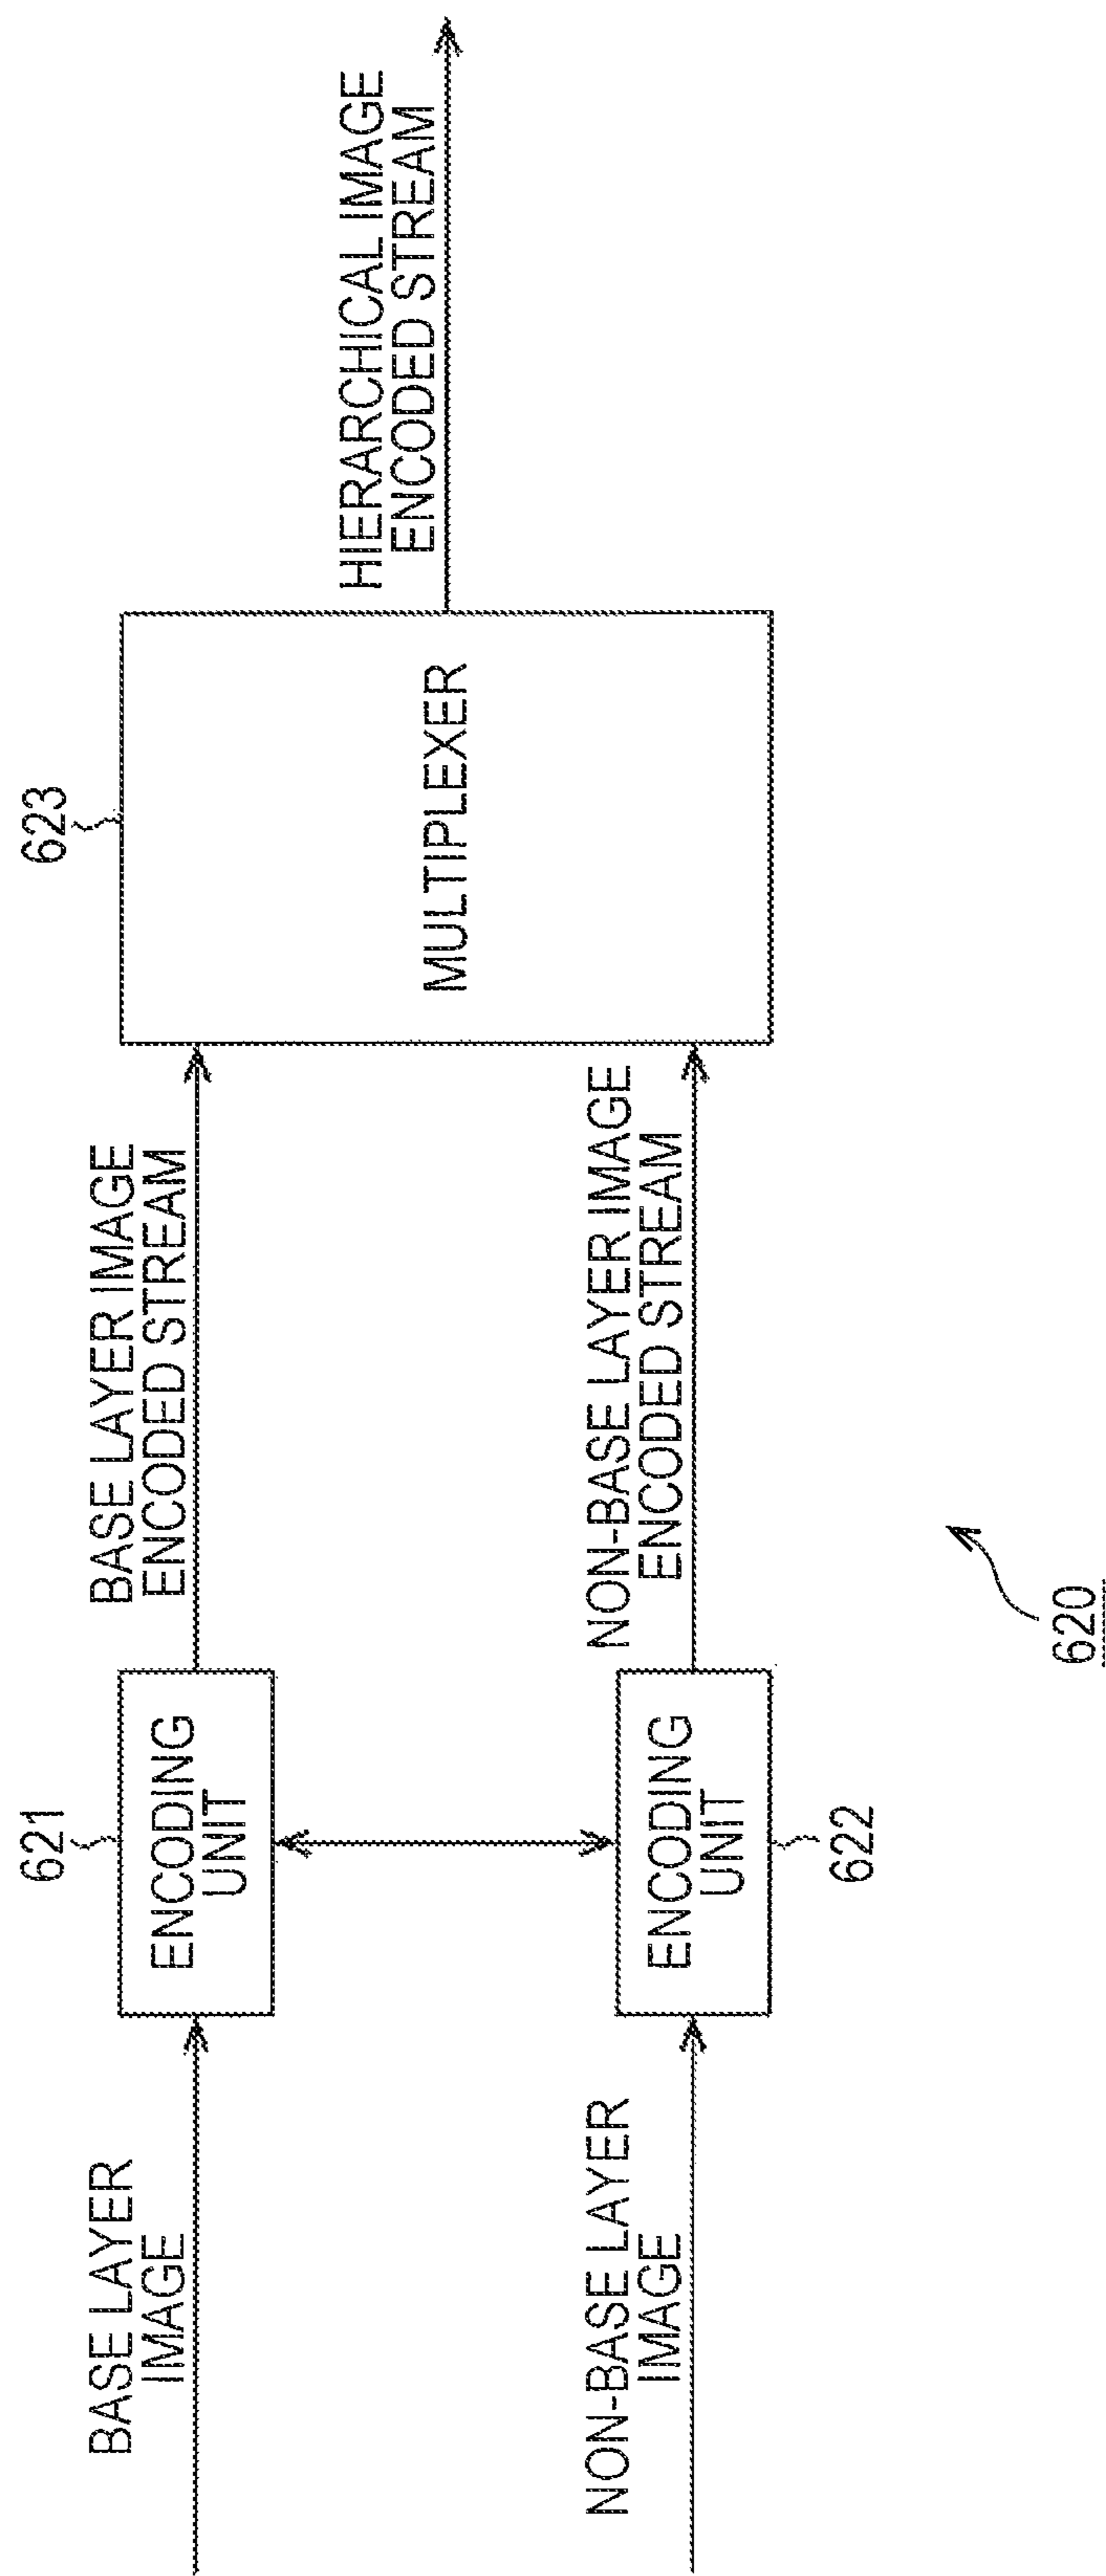 BASE LAYER
IMAGE
621
ENCODING
UNIT
BASE LAYER IMAGE
ENCODED STREAM
623
MULTIPLEXER
HIERARCHICAL IMAGE
ENCODED STREAM
NON-BASE LAYER
IMAGE
ENCODING
UNIT
622
NON-BASE LAYER IMAGE
ENCODED STREAM
620